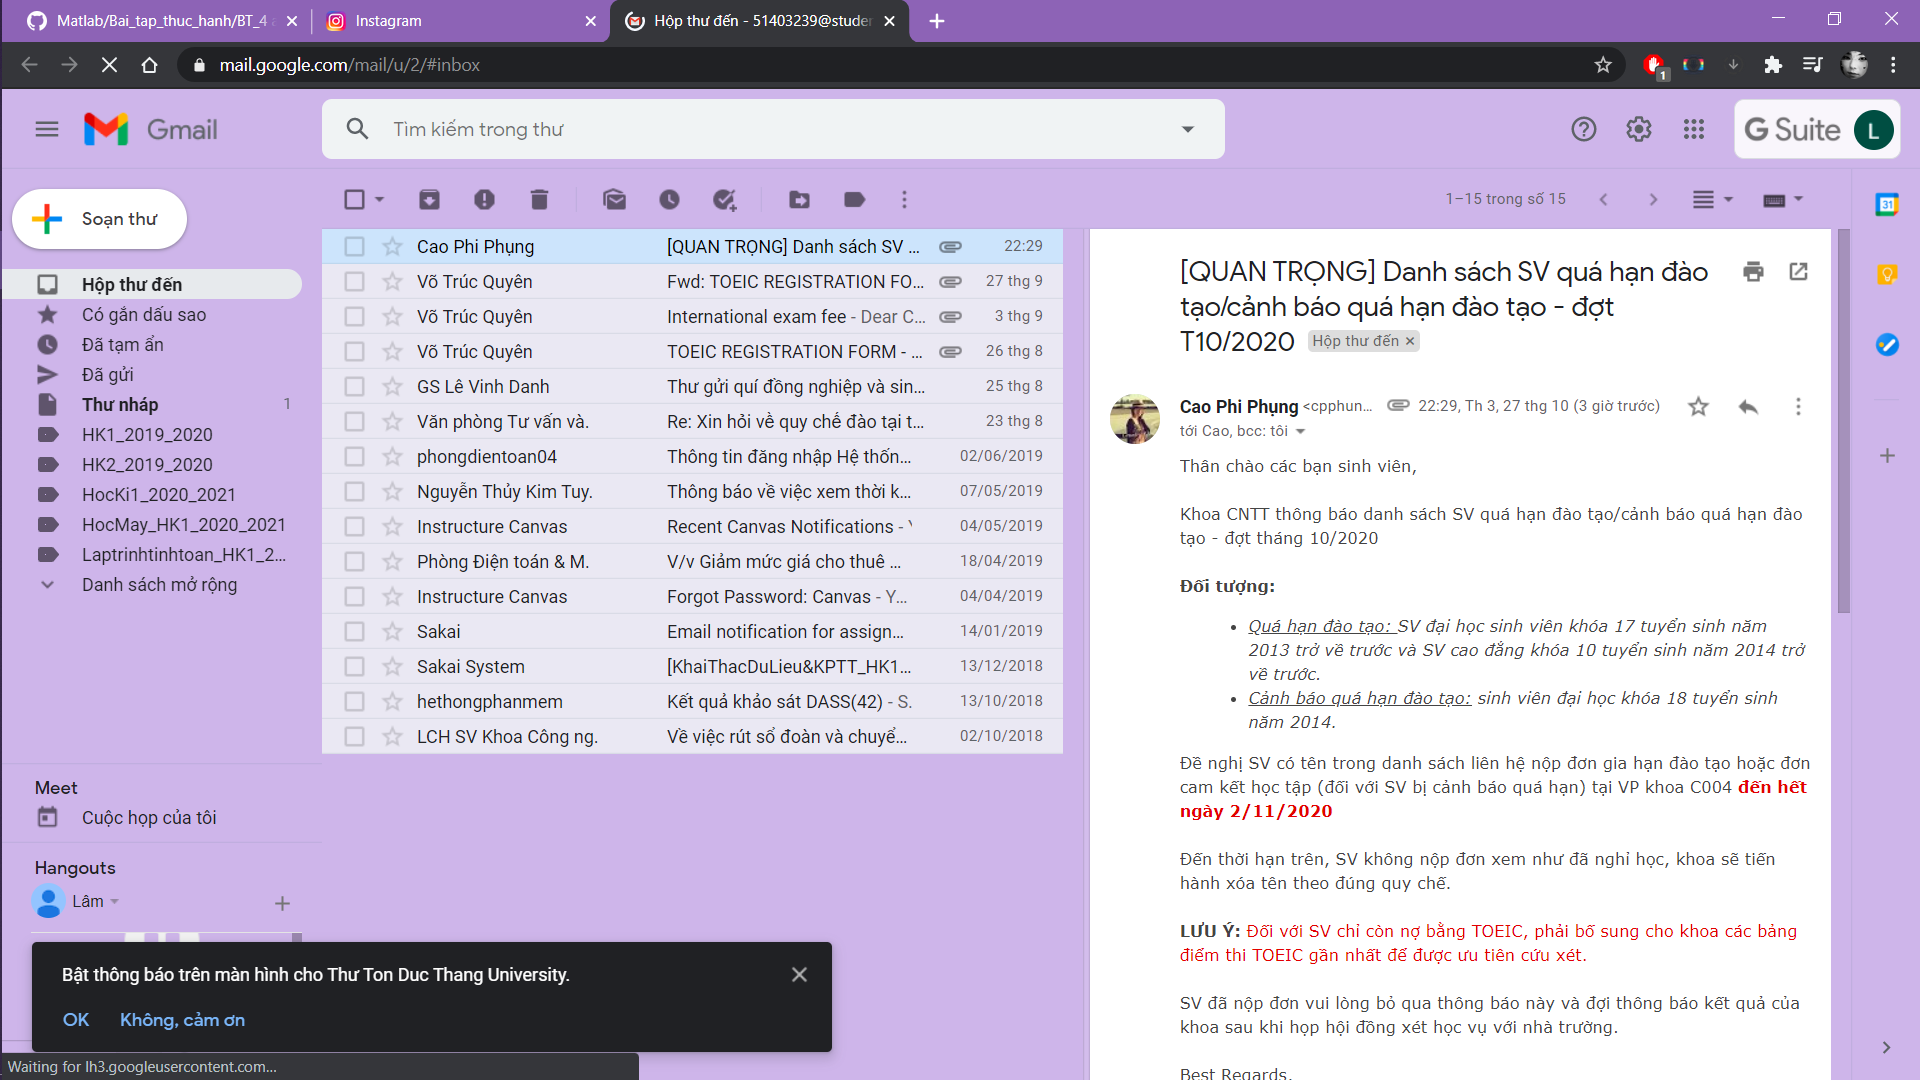 Matlab/Bai_tap_thuc_hanh/BT_4
Instagram
Hộp thư đến - 51403239@studen
mail.google.com/mail/u/2/#inbox
1
Gmail
Tìm kiếm trong thư
G Suite
L
Soạn thư
1–15 trong số 15
31
Hộp thư đến
Có gắn dấu sao
Đã tạm ẩn
Đã gửi
Thư nháp 1
HK1_2019_2020
HK2_2019_2020
HocKi1_2020_2021
HocMay_HK1_2020_2021
Laptrinhtinhtoan_HK1_2...
Danh sách mở rộng
Meet
Cuộc họp của tôi
Hangouts
Lâm
Cao Phi Phụng [QUAN TRỌNG] Danh sách SV ... 22:29
Võ Trúc Quyên Fwd: TOEIC REGISTRATION FO... 27 thg 9
Võ Trúc Quyên International exam fee - Dear C... 3 thg 9
Võ Trúc Quyên TOEIC REGISTRATION FORM - ... 26 thg 8
GS Lê Vinh Danh Thư gửi quí đồng nghiệp và sin... 25 thg 8
Văn phòng Tư vấn và. Re: Xin hỏi về quy chế đào tại t... 23 thg 8
phongdientoan04 Thông tin đăng nhập Hệ thốn... 02/06/2019
Nguyễn Thủy Kim Tuy. Thông báo về việc xem thời k... 07/05/2019
Instructure Canvas Recent Canvas Notifications - 04/05/2019
Phòng Điện toán & M. V/v Giảm mức giá cho thuê ... 18/04/2019
Instructure Canvas Forgot Password: Canvas - Y... 04/04/2019
Sakai Email notification for assign... 14/01/2019
Sakai System [KhaiThacDuLieu&KPTT_HK1... 13/12/2018
hethongphanmem Kết quả khảo sát DASS(42) - S. 13/10/2018
LCH SV Khoa Công ng. Về việc rút sổ đoàn và chuyể... 02/10/2018
[QUAN TRỌNG] Danh sách SV quá hạn đào
tạo/cảnh báo quá hạn đào tạo - đợt
T10/2020 Hộp thư đến ×
Cao Phi Phụng <cpphun... 22:29, Th 3, 27 thg 10 (3 giờ trước)
tới Cao, bcc: tôi
Thân chào các bạn sinh viên,
Khoa CNTT thông báo danh sách SV quá hạn đào tạo/cảnh báo quá hạn đào
tạo - đợt tháng 10/2020
Đối tượng:
• Quá hạn đào tạo: SV đại học sinh viên khóa 17 tuyển sinh năm
2013 trở về trước và SV cao đẳng khóa 10 tuyển sinh năm 2014 trở
về trước.
• Cảnh báo quá hạn đào tạo: sinh viên đại học khóa 18 tuyển sinh
năm 2014.
Đề nghị SV có tên trong danh sách liên hệ nộp đơn gia hạn đào tạo hoặc đơn
cam kết học tập (đối với SV bị cảnh báo quá hạn) tại VP khoa C004 đến hết
ngày 2/11/2020
Đến thời hạn trên, SV không nộp đơn xem như đã nghỉ học, khoa sẽ tiến
hành xóa tên theo đúng quy chế.
LƯU Ý: Đối với SV chỉ còn nợ bằng TOEIC, phải bổ sung cho khoa các bảng
điểm thi TOEIC gần nhất để được ưu tiên cứu xét.
SV đã nộp đơn vui lòng bỏ qua thông báo này và đợi thông báo kết quả của
khoa sau khi họp hội đồng xét học vụ với nhà trường.
Best Regards,
Bật thông báo trên màn hình cho Thư Ton Duc Thang University.
OK Không, cảm ơn
Waiting for lh3.googleusercontent.com...